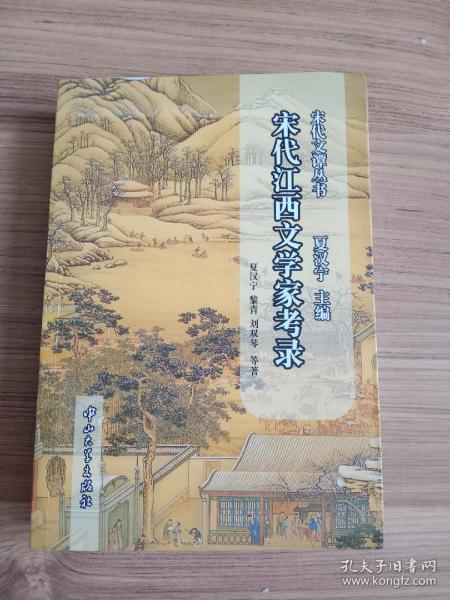 宋代文谭丛书 夏汉宁 主编
宋代江西文学家考录
夏汉宁 黎青 刘双琴 等著
中山大学出版社
孔夫子旧书网
www.kongfz.com